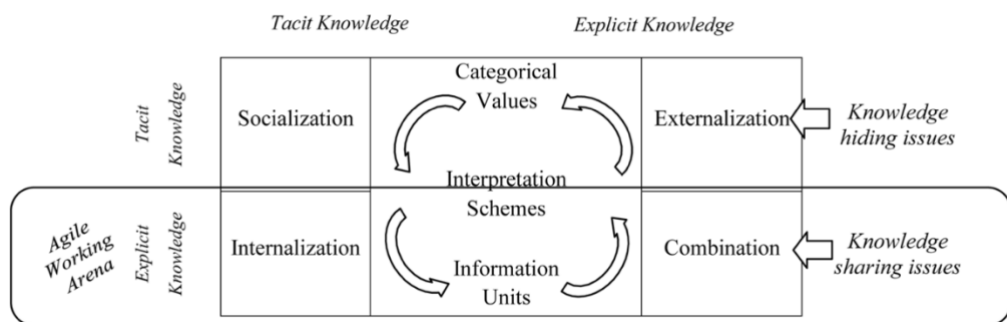 Tacit Knowledge
Explicit Knowledge
Tacit
Knowledge
Socialization
Categorical
Values
Externalization
Knowledge
hiding issues
Interpretation
Schemes
Agile
Working
Arena
Explicit
Knowledge
Internalization
Information
Units
Combination
Knowledge
sharing issues